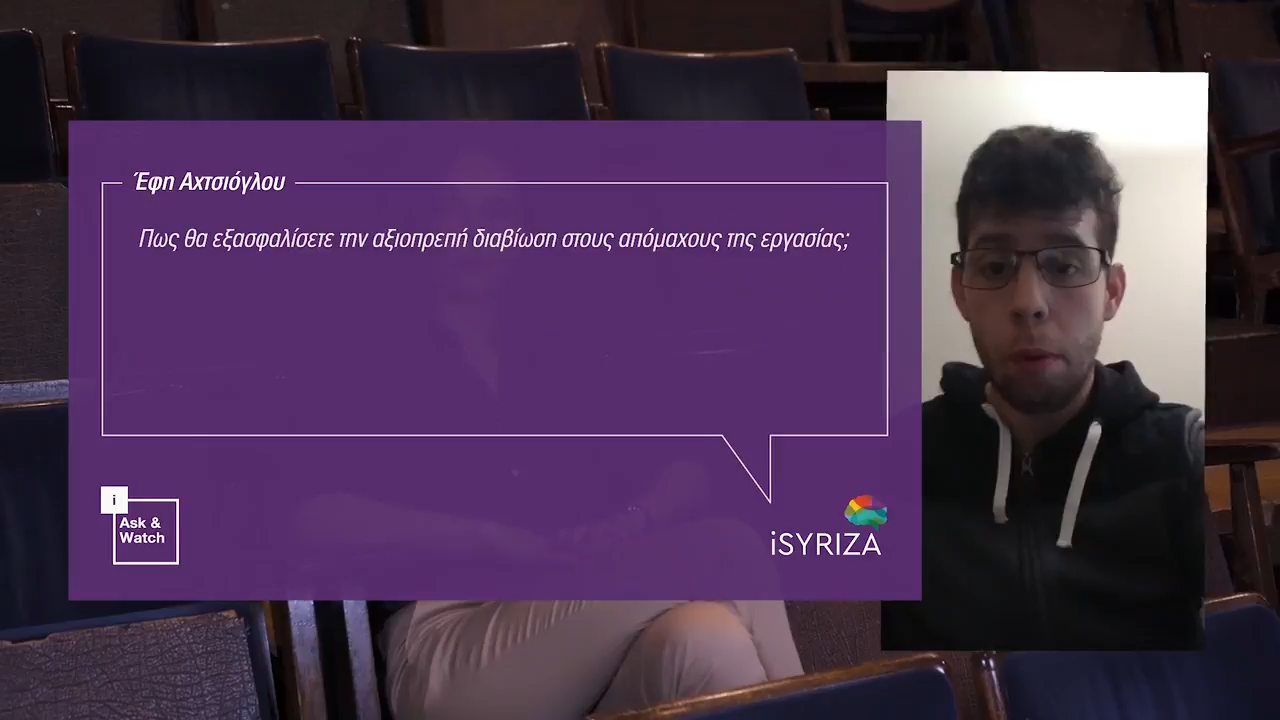 Έφη Αχτσιόγλου
Πως θα εξασφαλίσετε την αξιοπρεπή διαβίωση στους απόμαχους της εργασίας;
i
Ask &
Watch
iSYRIZA